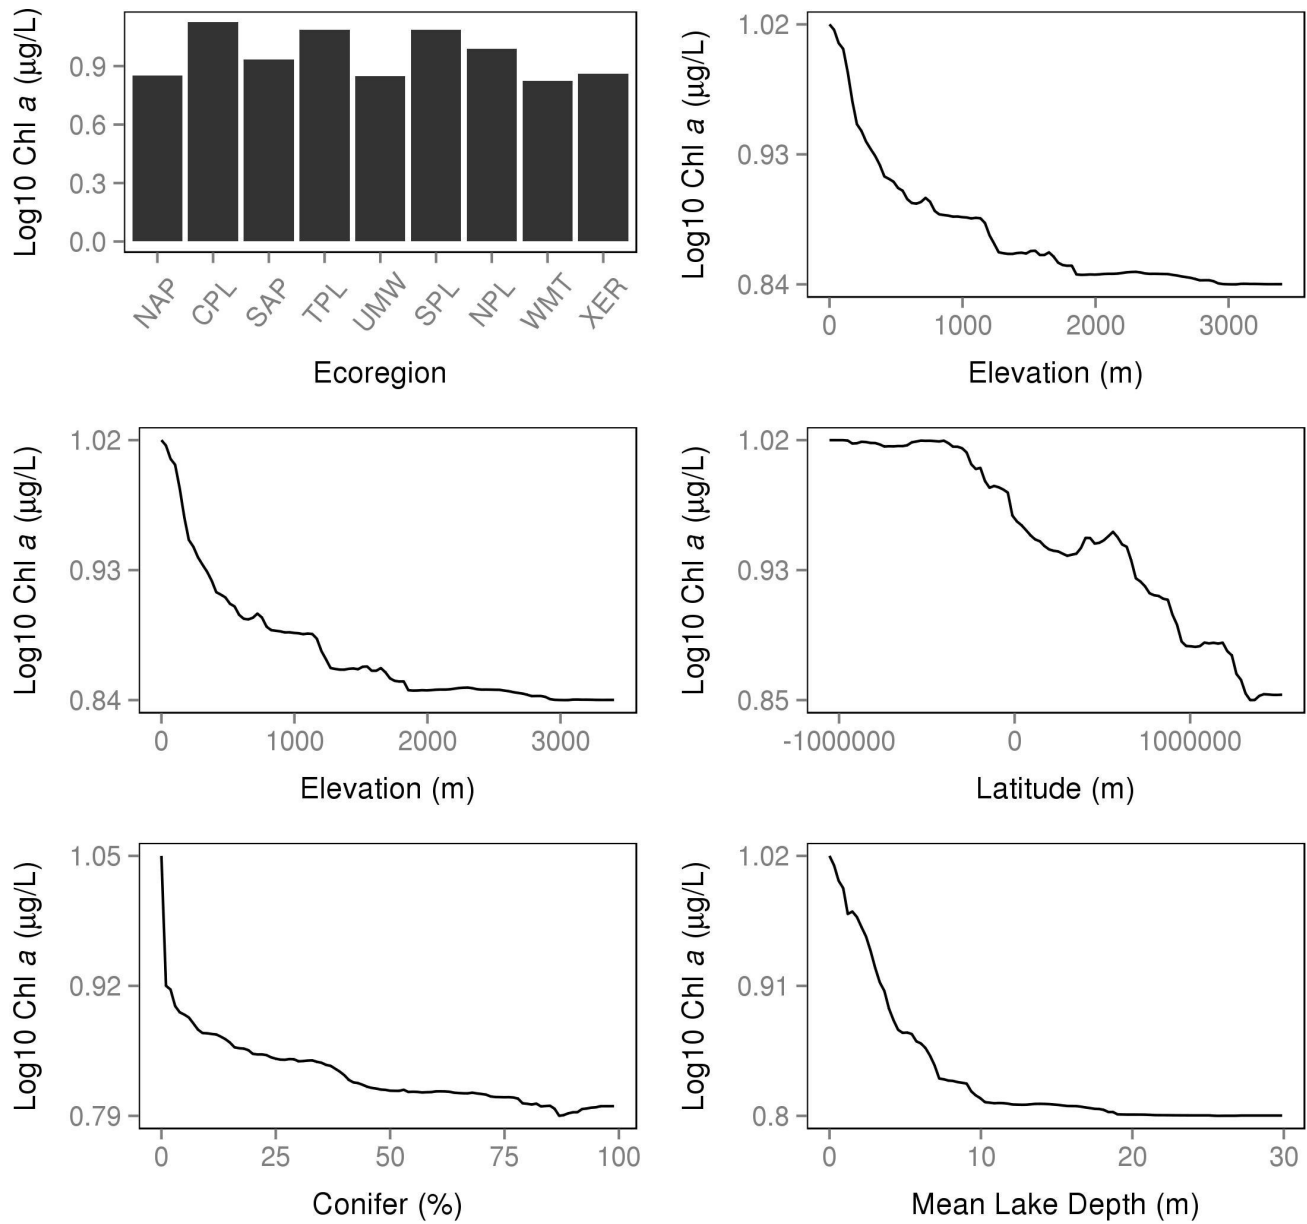 Log10 Chl a (µg/L)
0.9
0.6
0.3
0.0
NAP CPL SAP TPL UMW SPL NPL WMT XER
Ecoregion
Log10 Chl a (µg/L)
1.02
0.93
0.84
0 1000 2000 3000
Elevation (m)
Log10 Chl a (µg/L)
1.02
0.93
0.84
0 1000 2000 3000
Elevation (m)
Log10 Chl a (µg/L)
1.02
0.93
0.85
-1000000 0 1000000
Latitude (m)
Log10 Chl a (µg/L)
1.05
0.92
0.79
0 25 50 75 100
Conifer (%)
Log10 Chl a (µg/L)
1.02
0.91
0.8
0 10 20 30
Mean Lake Depth (m)